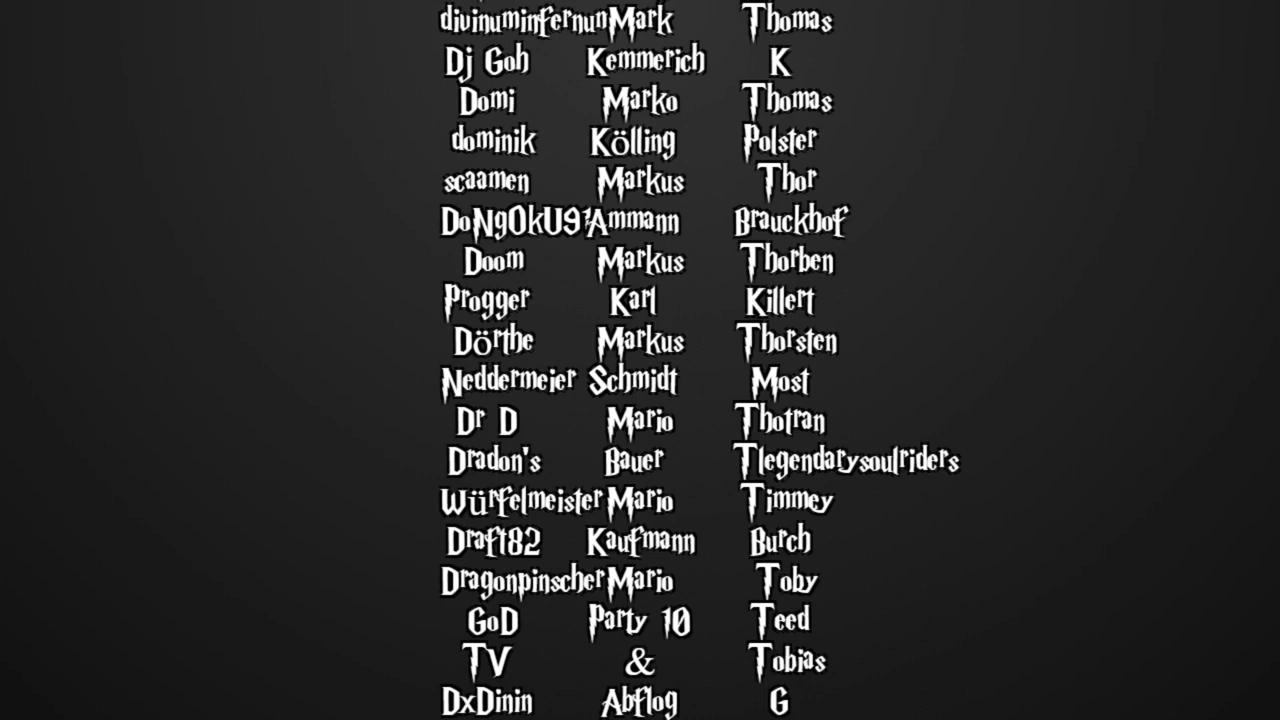 divinuminfernun Mark Thomas
Dj Goh Kemmerich K
Domi Marko Thomas
dominik Kölling Polster
scaamen Markus Thor
DoNgOkU91 Ammann Brauckhof
Doom Markus Thorben
Progger Karl Killert
Dörthe Markus Thorsten
Neddermeier Schmidt Most
Dr D Mario Thotran
Dradon's Bauer Tlegendarysoulriders
Würfelmeister Mario Timmey
Draft82 Kaufmann Burch
Dragonpinscher Mario Toby
GoD Party 10 Teed
TV & Tobias
DxDinin Abflog G